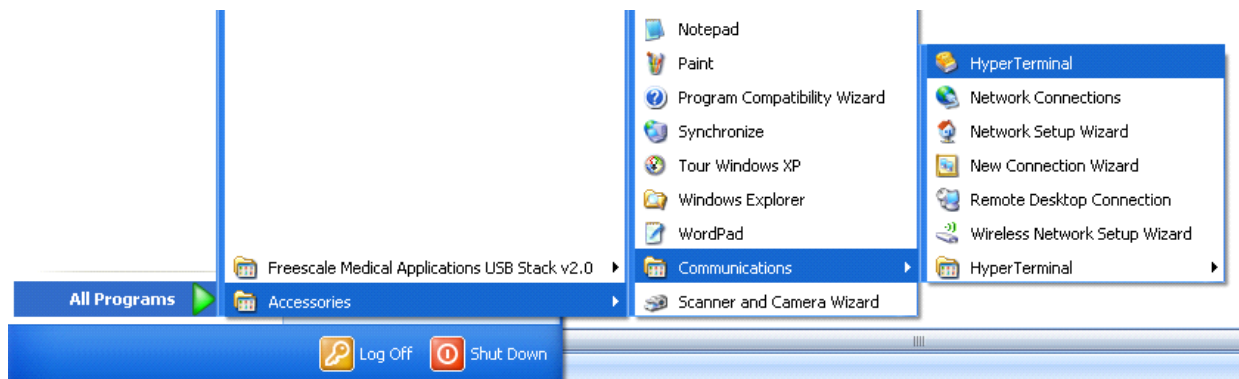 Notepad
Paint
Program Compatibility Wizard
Synchronize
Tour Windows XP
Windows Explorer
WordPad
Communications
Scanner and Camera Wizard
HyperTerminal
Network Connections
Network Setup Wizard
New Connection Wizard
Remote Desktop Connection
Wireless Network Setup Wizard
HyperTerminal
Freescale Medical Applications USB Stack v2.0
Accessories
All Programs
Log Off
Shut Down